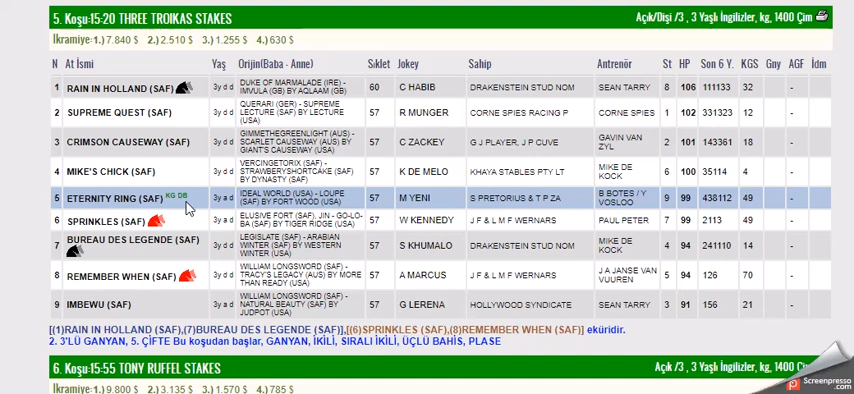 5. Koşu:15-20 THREE TROIKAS STAKES Açık/Dişi /3 , 3 Yaşlı İngilizler, kg, 1400 Çim
İkramiye:1.) 7.840 $ 2.) 2.510 $ 3.) 1.255 $ 4.) 630 $
N At İsmi Yaş Orijin(Baba - Anne) Sıklet Jokey Sahip Antrenör St HP Son 6 Y. KGS Gny AGF İdm
1 RAIN IN HOLLAND (SAF) 3y d d DUKE OF MARMALADE (IRE) - IMVULA (GB) BY AQLAAM (GB) 60 C HABIB DRAKENSTEIN STUD NOM SEAN TARRY 8 106 111133 32 -
2 SUPREME QUEST (SAF) 3y d d QUERARI (GER) - SUPREME LECTURE (SAF) BY LECTURE (USA) 57 R MUNGER CORNE SPIES RACING P CORNE SPIES 1 102 331323 12 -
3 CRIMSON CAUSEWAY (SAF) 3y d d GIMMETHEGREENLIGHT (AUS) - SCARLET CAUSEWAY (AUS) BY GIANT'S CAUSEWAY (USA) 57 C ZACKEY G J PLAYER, J P CUVE GAVIN VAN ZYL 2 101 143361 18 -
4 MIKE'S CHICK (SAF) 3y d d VERCINGETORIX (SAF) - STRAWBERYSHORTCAKE (SAF) BY DYNASTY (SAF) 57 K DE MELO KHAYA STABLES PTY LT MIKE DE KOCK 6 100 35114 4 -
5 ETERNITY RING (SAF) KG DB 3y a d IDEAL WORLD (USA) - LOUPE (SAF) BY FORT WOOD (USA) 57 M YENI S PRETORIUS & T P ZA B BOTES / Y VOSLOO 9 99 438112 49 -
6 SPRINKLES (SAF) 3y a d ELUSIVE FORT (SAF), JIN - GO-LO-BA (SAF) BY TIGER RIDGE (USA) 57 W KENNEDY J F & L M F WERNARS PAUL PETER 7 99 2113 49 -
7 BUREAU DES LEGENDE (SAF) 3y d d LEGISLATE (SAF) - ARABIAN WINTER (SAF) BY WESTERN WINTER (USA) 57 S KHUMALO DRAKENSTEIN STUD NOM MIKE DE KOCK 4 94 241110 14 -
8 REMEMBER WHEN (SAF) 3y d d WILLIAM LONGSWORD (SAF) - TRACY'S LEGACY (AUS) BY MORE THAN READY (USA) 57 A MARCUS J F & L M F WERNARS J A JANSE VAN VUUREN 5 94 126 70 -
9 IMBEWU (SAF) 3y a d WILLIAM LONGSWORD (SAF) - NATURAL BEAUTY (SAF) BY JUDPOT (USA) 57 G LERENA HOLLYWOOD SYNDICATE SEAN TARRY 3 91 156 21 -
[(1)RAIN IN HOLLAND (SAF),(7)BUREAU DES LEGENDE (SAF)],[(6)SPRINKLES (SAF),(8)REMEMBER WHEN (SAF)] eküridir.
2. 3'LÜ GANYAN, 5. ÇİFTE Bu koşudan başlar, GANYAN, İKİLİ, SIRALI İKİLİ, ÜÇLÜ BAHİS, PLASE
6. Koşu:15-55 TONY RUFFEL STAKES Açık /3 , 3 Yaşlı İngilizler, kg, 1400
İkramiye:1.) 9.800 $ 2.) 3.135 $ 3.) 1.570 $ 4.) 785 $
Screenpresso.com